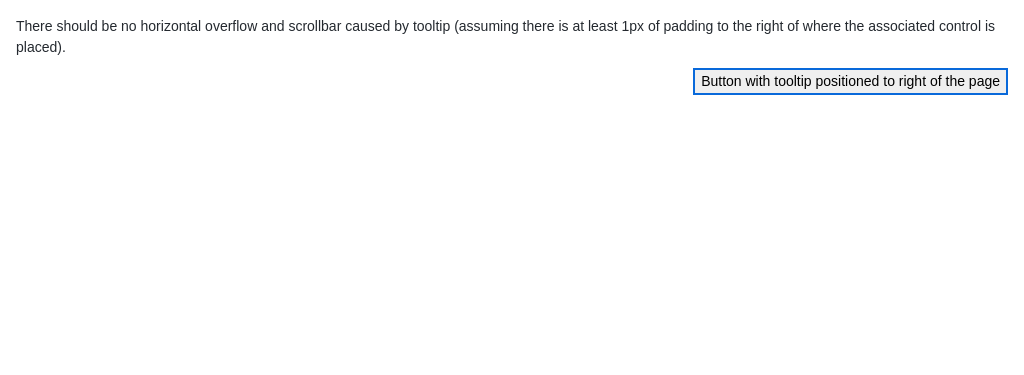 There should be no horizontal overflow and scrollbar caused by tooltip (assuming there is at least 1px of padding to the right of where the associated control is
placed).
Button with tooltip positioned to right of the page